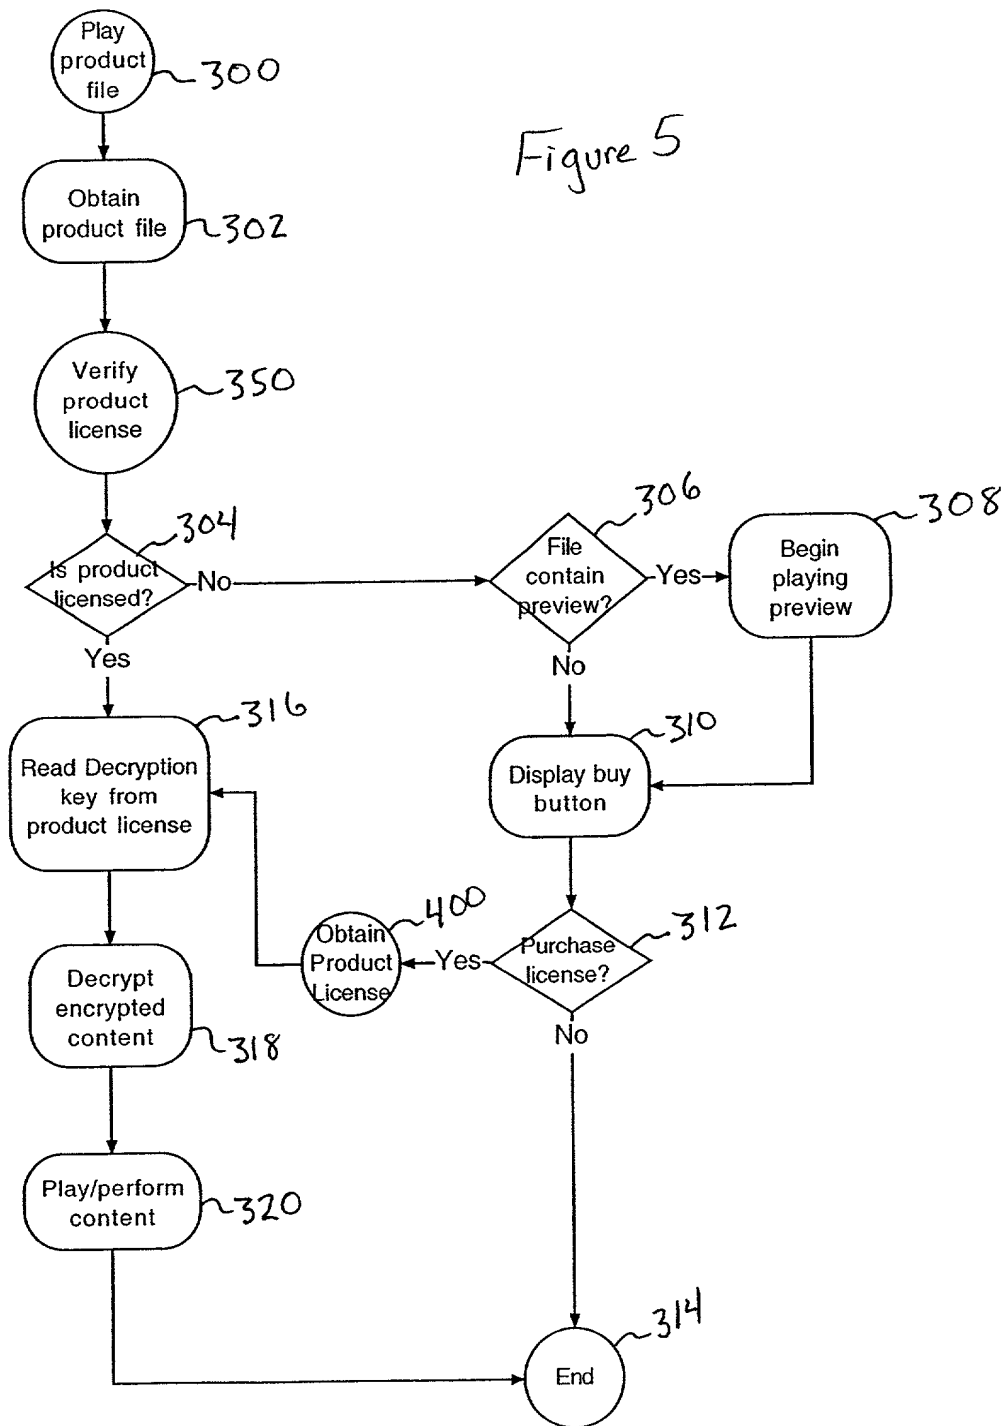 Play
product
file
300
Figure 5
Obtain
product file
302
Verify
product
license
350
304
Is product
licensed?
No
Yes
306
File
contain
preview?
Yes
No
308
Begin
playing
preview
316
Read Decryption
key from
product license
310
Display buy
button
400
Obtain
Product
License
Yes
312
Purchase
license?
No
Decrypt
encrypted
content
318
Play/perform
content
320
314
End